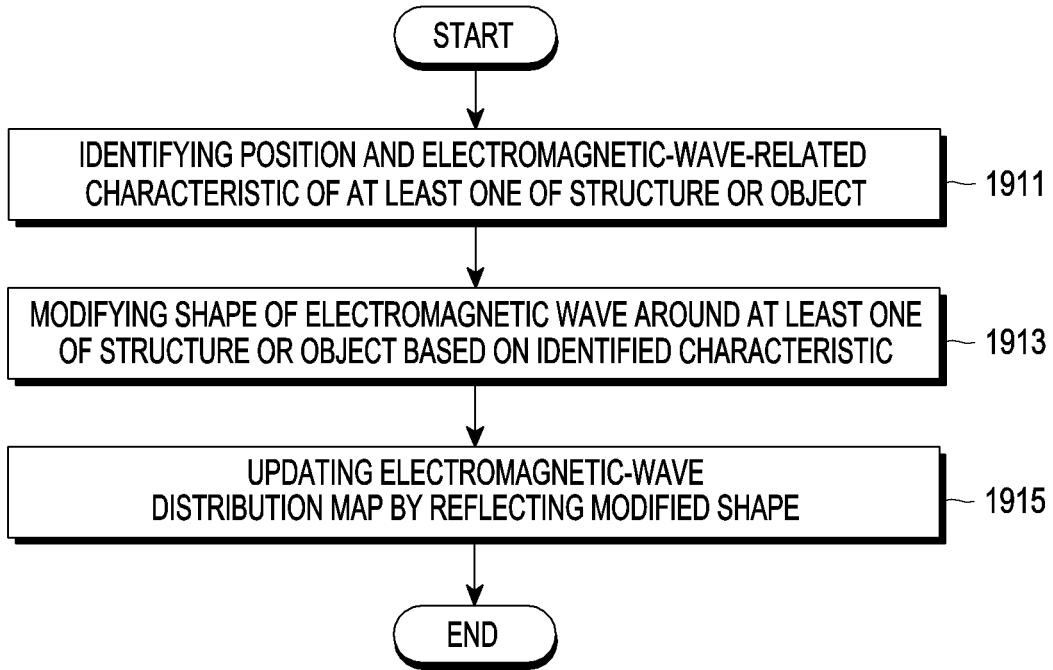 START
IDENTIFYING POSITION AND ELECTROMAGNETIC-WAVE-RELATED
CHARACTERISTIC OF AT LEAST ONE OF STRUCTURE OR OBJECT
1911
MODIFYING SHAPE OF ELECTROMAGNETIC WAVE AROUND AT LEAST ONE
OF STRUCTURE OR OBJECT BASED ON IDENTIFIED CHARACTERISTIC
1913
UPDATING ELECTROMAGNETIC-WAVE
DISTRIBUTION MAP BY REFLECTING MODIFIED SHAPE
1915
END